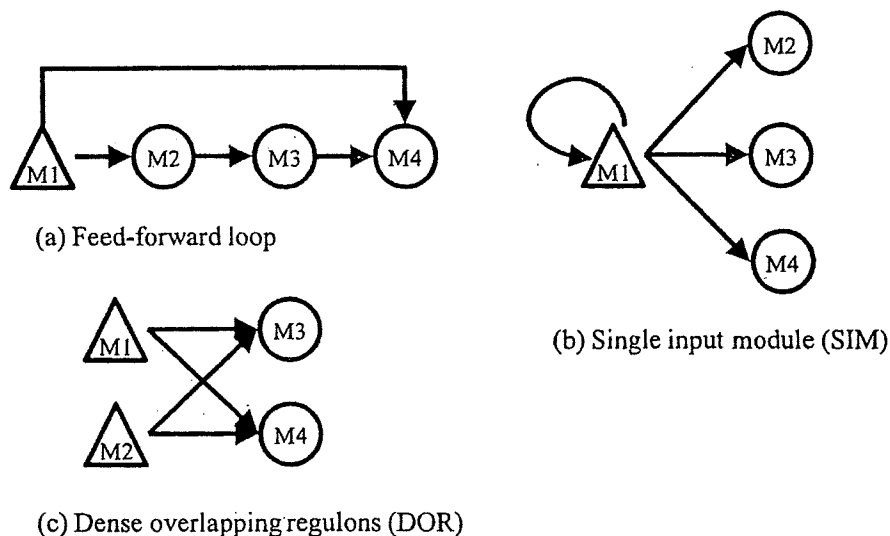 M1 M2 M3 M4
(a) Feed-forward loop
M2
M1 M3
M4
(b) Single input module (SIM)
M1 M3
M2 M4
(c) Dense overlapping regulons (DOR)